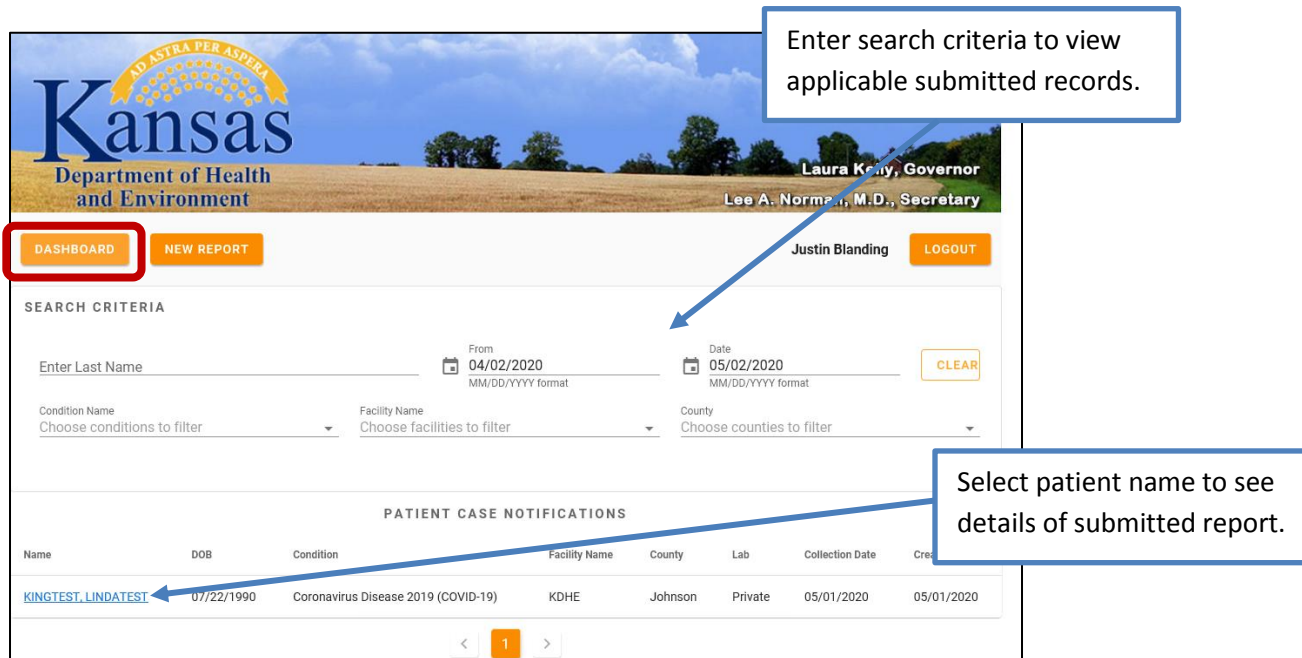 Enter search criteria to view
applicable submitted records.
AD ASTRA PER ASPERA
Kansas
Department of Health
and Environment
Laura Kelly, Governor
Lee A. Norman, M.D., Secretary
DASHBOARD
NEW REPORT
Justin Blanding
LOGOUT
SEARCH CRITERIA
Enter Last Name
From
04/02/2020
MM/DD/YYYY format
Date
05/02/2020
MM/DD/YYYY format
CLEAR
Condition Name
Choose conditions to filter
Facility Name
Choose facilities to filter
County
Choose counties to filter
Select patient name to see
details of submitted report.
PATIENT CASE NOTIFICATIONS
Name DOB Condition Facility Name County Lab Collection Date
KINGTEST, LINDATEST 07/22/1990 Coronavirus Disease 2019 (COVID-19) KDHE Johnson Private 05/01/2020 05/01/2020
< 1 >